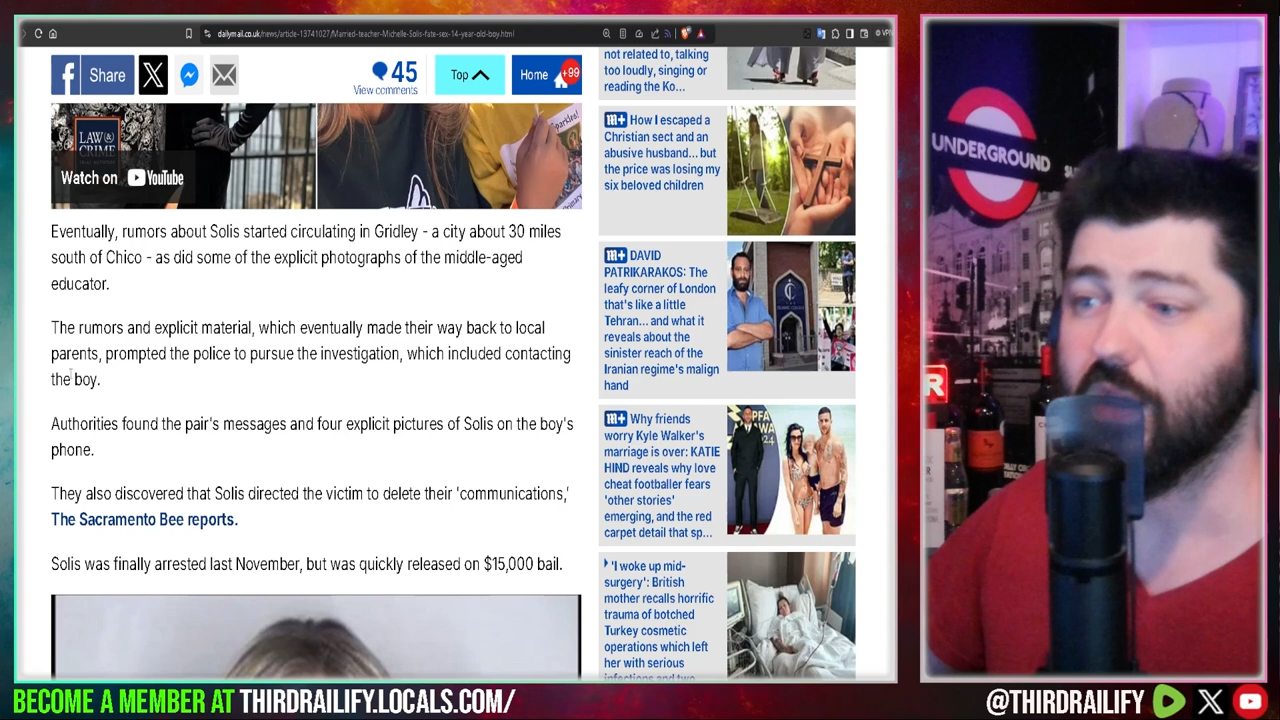 dailymail.co.uk/news/article-13741027/Married-teacher-Michelle-Solis-fate-sex-14-year-old-boy.html
VPN
Share
45
View comments
Top
Home
+99
LAW&
CRIME
Watch on YouTube
Eventually, rumors about Solis started circulating in Gridley - a city about 30 miles
south of Chico - as did some of the explicit photographs of the middle-aged
educator.
The rumors and explicit material, which eventually made their way back to local
parents, prompted the police to pursue the investigation, which included contacting
the boy.
Authorities found the pair's messages and four explicit pictures of Solis on the boy's
phone.
They also discovered that Solis directed the victim to delete their 'communications,'
The Sacramento Bee reports.
Solis was finally arrested last November, but was quickly released on $15,000 bail.
not related to, talking
too loudly, singing or
reading the Ko...
m+ How I escaped a
Christian sect and an
abusive husband... but
the price was losing my
six beloved children
m+ DAVID
PATRIKARAKOS: The
leafy corner of London
that's like a little
Tehran... and what it
reveals about the
sinister reach of the
Iranian regime's malign
hand
m+ Why friends
worry Kyle Walker's
marriage is over: KATIE
HIND reveals why love
cheat footballer fears
'other stories'
emerging, and the red
carpet detail that sp...
'I woke up mid-
surgery': British
mother recalls horrific
trauma of botched
Turkey cosmetic
operations which left
her with serious
infections and two
UNDERGROUND
R
BECOME A MEMBER AT THIRDRAILIFY.LOCALS.COM/
@THIRDRAILIFY